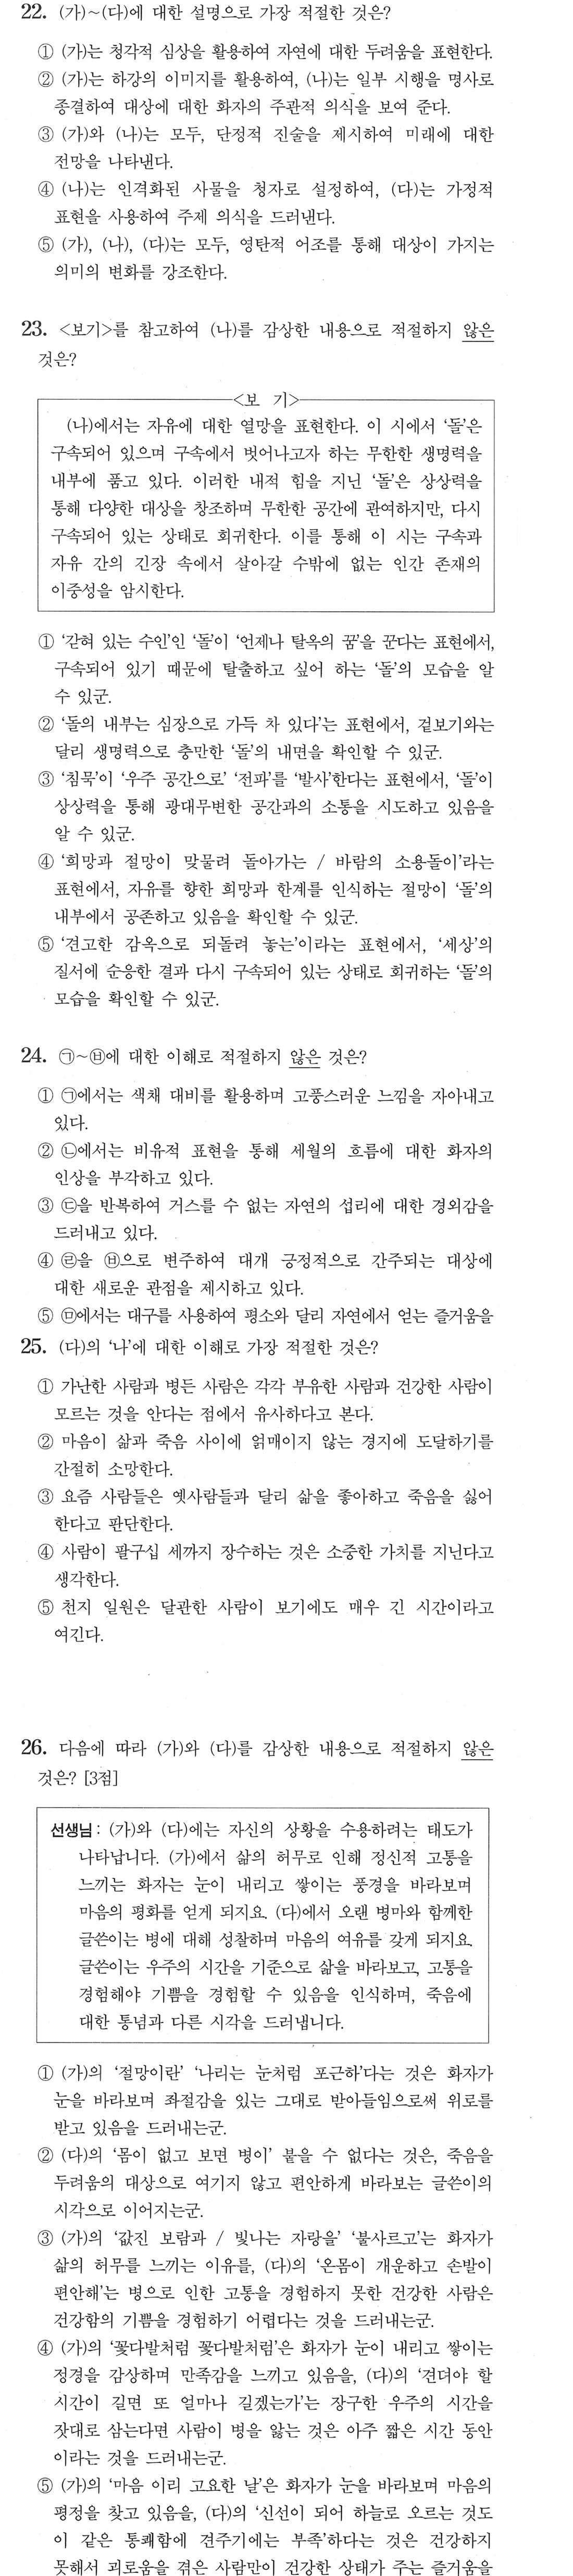 22. (가)~(다)에 대한 설명으로 가장 적절한 것은?
① (가)는 청각적 심상을 활용하여 자연에 대한 두려움을 표현한다.
② (가)는 하강의 이미지를 활용하여, (나)는 일부 시행을 명사로
종결하여 대상에 대한 화자의 주관적 의식을 보여 준다.
③ (가)와 (나)는 모두, 단정적 진술을 제시하여 미래에 대한
전망을 나타낸다.
④ (나)는 인격화된 사물을 청자로 설정하여, (다)는 가정적
표현을 사용하여 주제 의식을 드러낸다.
⑤ (가), (나), (다)는 모두, 영탄적 어조를 통해 대상이 가지는
의미의 변화를 강조한다.
23. <보기>를 참고하여 (나)를 감상한 내용으로 적절하지 않은
것은?
<보 기>
(나)에서는 자유에 대한 열망을 표현한다. 이 시에서 '돌'은
구속되어 있으며 구속에서 벗어나고자 하는 무한한 생명력을
내부에 품고 있다. 이러한 내적 힘을 지닌 '돌'은 상상력을
통해 다양한 대상을 창조하며 무한한 공간에 관여하지만, 다시
구속되어 있는 상태로 회귀한다. 이를 통해 이 시는 구속과
자유 간의 긴장 속에서 살아갈 수밖에 없는 인간 존재의
이중성을 암시한다.
① '갇혀 있는 수인'인 '돌'이 '언제나 탈옥의 꿈'을 꾼다는 표현에서,
구속되어 있기 때문에 탈출하고 싶어 하는 '돌'의 모습을 알
수 있군.
② '돌의 내부는 심장으로 가득 차 있다'는 표현에서, 겉보기와는
달리 생명력으로 충만한 '돌'의 내면을 확인할 수 있군.
③ '침묵'이 '우주 공간으로' '전파'를 '발사'한다는 표현에서, '돌'이
상상력을 통해 광대무변한 공간과의 소통을 시도하고 있음을
알 수 있군.
④ '희망과 절망이 맞물려 돌아가는 / 바람의 소용돌이'라는
표현에서, 자유를 향한 희망과 한계를 인식하는 절망이 '돌'의
내부에서 공존하고 있음을 확인할 수 있군.
⑤ '견고한 감옥으로 되돌려 놓는'이라는 표현에서, '세상'의
질서에 순응한 결과 다시 구속되어 있는 상태로 회귀하는 '돌'의
모습을 확인할 수 있군.
24. ㉠~㉥에 대한 이해로 적절하지 않은 것은?
① ㉠에서는 색채 대비를 활용하며 고풍스러운 느낌을 자아내고
있다.
② ㉡에서는 비유적 표현을 통해 세월의 흐름에 대한 화자의
인상을 부각하고 있다.
③ ㉢을 반복하여 거스를 수 없는 자연의 섭리에 대한 경외감을
드러내고 있다.
④ ㉣을 ㉥으로 변주하여 대개 긍정적으로 간주되는 대상에
대한 새로운 관점을 제시하고 있다.
⑤ ㉤에서는 대구를 사용하여 평소와 달리 자연에서 얻는 즐거움을
25. (다)의 '나'에 대한 이해로 가장 적절한 것은?
① 가난한 사람과 병든 사람은 각각 부유한 사람과 건강한 사람이
모르는 것을 안다는 점에서 유사하다고 본다.
② 마음이 삶과 죽음 사이에 얽매이지 않는 경지에 도달하기를
간절히 소망한다.
③ 요즘 사람들은 옛사람들과 달리 삶을 좋아하고 죽음을 싫어
한다고 판단한다.
④ 사람이 팔구십 세까지 장수하는 것은 소중한 가치를 지닌다고
생각한다.
⑤ 천지 일원은 달관한 사람이 보기에도 매우 긴 시간이라고
여긴다.
26. 다음에 따라 (가)와 (다)를 감상한 내용으로 적절하지 않은
것은? [3점]
선생님 : (가)와 (다)에는 자신의 상황을 수용하려는 태도가
나타납니다. (가)에서 삶의 허무로 인해 정신적 고통을
느끼는 화자는 눈이 내리고 쌓이는 풍경을 바라보며
마음의 평화를 얻게 되지요. (다)에서 오랜 병마와 함께한
글쓴이는 병에 대해 성찰하며 마음의 여유를 갖게 되지요.
글쓴이는 우주의 시간을 기준으로 삶을 바라보고, 고통을
경험해야 기쁨을 경험할 수 있음을 인식하며, 죽음에
대한 통념과 다른 시각을 드러냅니다.
① (가)의 '절망이란' '나리는 눈처럼 포근하'다는 것은 화자가
눈을 바라보며 좌절감을 있는 그대로 받아들임으로써 위로를
받고 있음을 드러내는군.
② (다)의 '몸이 없고 보면 병이' 붙을 수 없다는 것은, 죽음을
두려움의 대상으로 여기지 않고 편안하게 바라보는 글쓴이의
시각으로 이어지는군.
③ (가)의 '값진 보람과 / 빛나는 자랑을' '불사르고'는 화자가
삶의 허무를 느끼는 이유를, (다)의 '온몸이 개운하고 손발이
편안해'는 병으로 인한 고통을 경험하지 못한 건강한 사람은
건강함의 기쁨을 경험하기 어렵다는 것을 드러내는군.
④ (가)의 '꽃다발처럼 꽃다발처럼'은 화자가 눈이 내리고 쌓이는
정경을 감상하며 만족감을 느끼고 있음을, (다)의 '견뎌야 할
시간이 길면 또 얼마나 길겠는가'는 장구한 우주의 시간을
잣대로 삼는다면 사람이 병을 앓는 것은 아주 짧은 시간 동안
이라는 것을 드러내는군.
⑤ (가)의 '마음 이리 고요한 날'은 화자가 눈을 바라보며 마음의
평정을 찾고 있음을, (다)의 '신선이 되어 하늘로 오르는 것도
이 같은 통쾌함에 견주기에는 부족'하다는 것은 건강하지
못해서 괴로움을 겪은 사람만이 건강한 상태가 주는 즐거움을